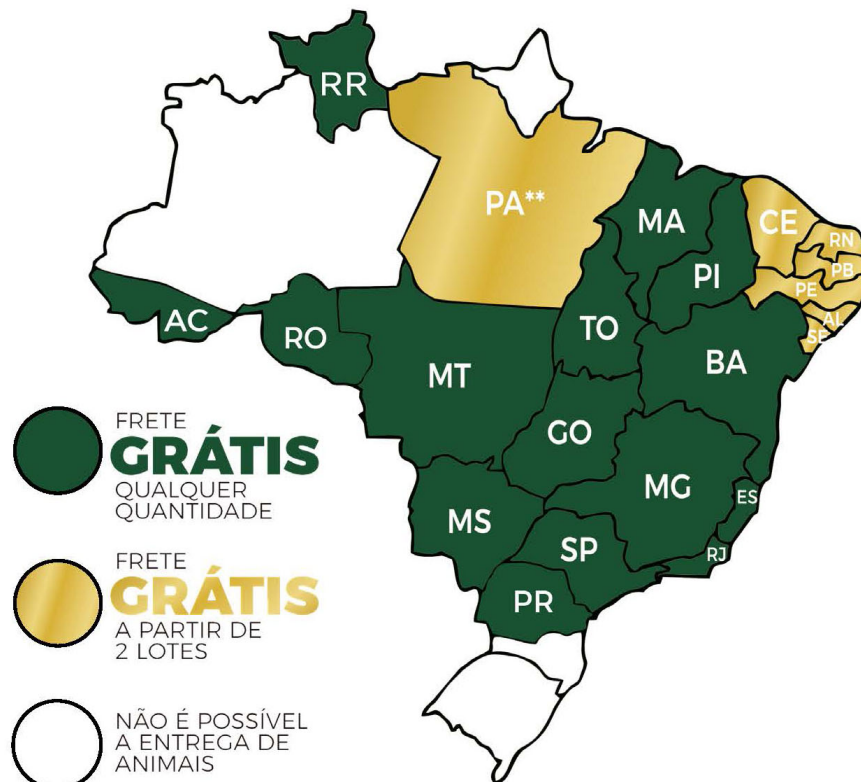 RR
PA**
MA
CE
RN
PB
PI
PE
AL
SE
AC
RO
TO
BA
MT
GO
MG
ES
MS
SP
RJ
PR
FRETE
GRÁTIS
QUALQUER
QUANTIDADE
FRETE
GRÁTIS
A PARTIR DE
2 LOTES
NÃO É POSSÍVEL
A ENTREGA DE
ANIMAIS